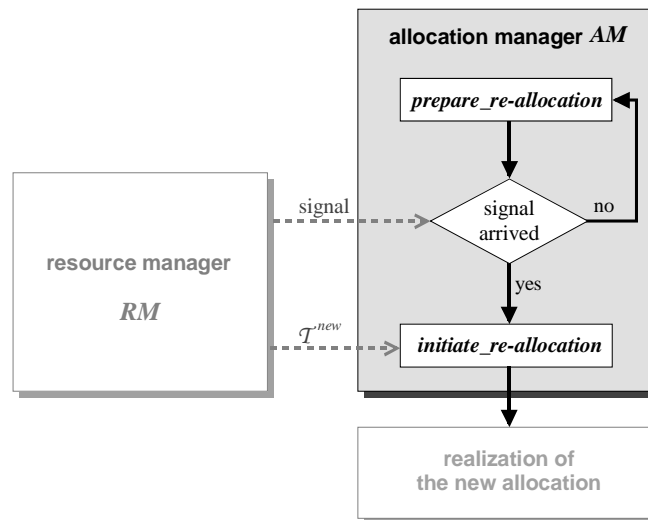 allocation manager AM
prepare_re-allocation
signal
signal
arrived
no
resource manager
RM
yes
𝒯^new
initiate_re-allocation
realization of
the new allocation